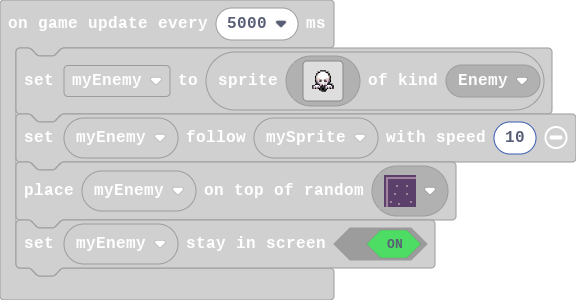 on game update every 5000 ms
set myEnemy to sprite of kind Enemy
set myEnemy follow mySprite with speed 10
place myEnemy on top of random
set myEnemy stay in screen ON